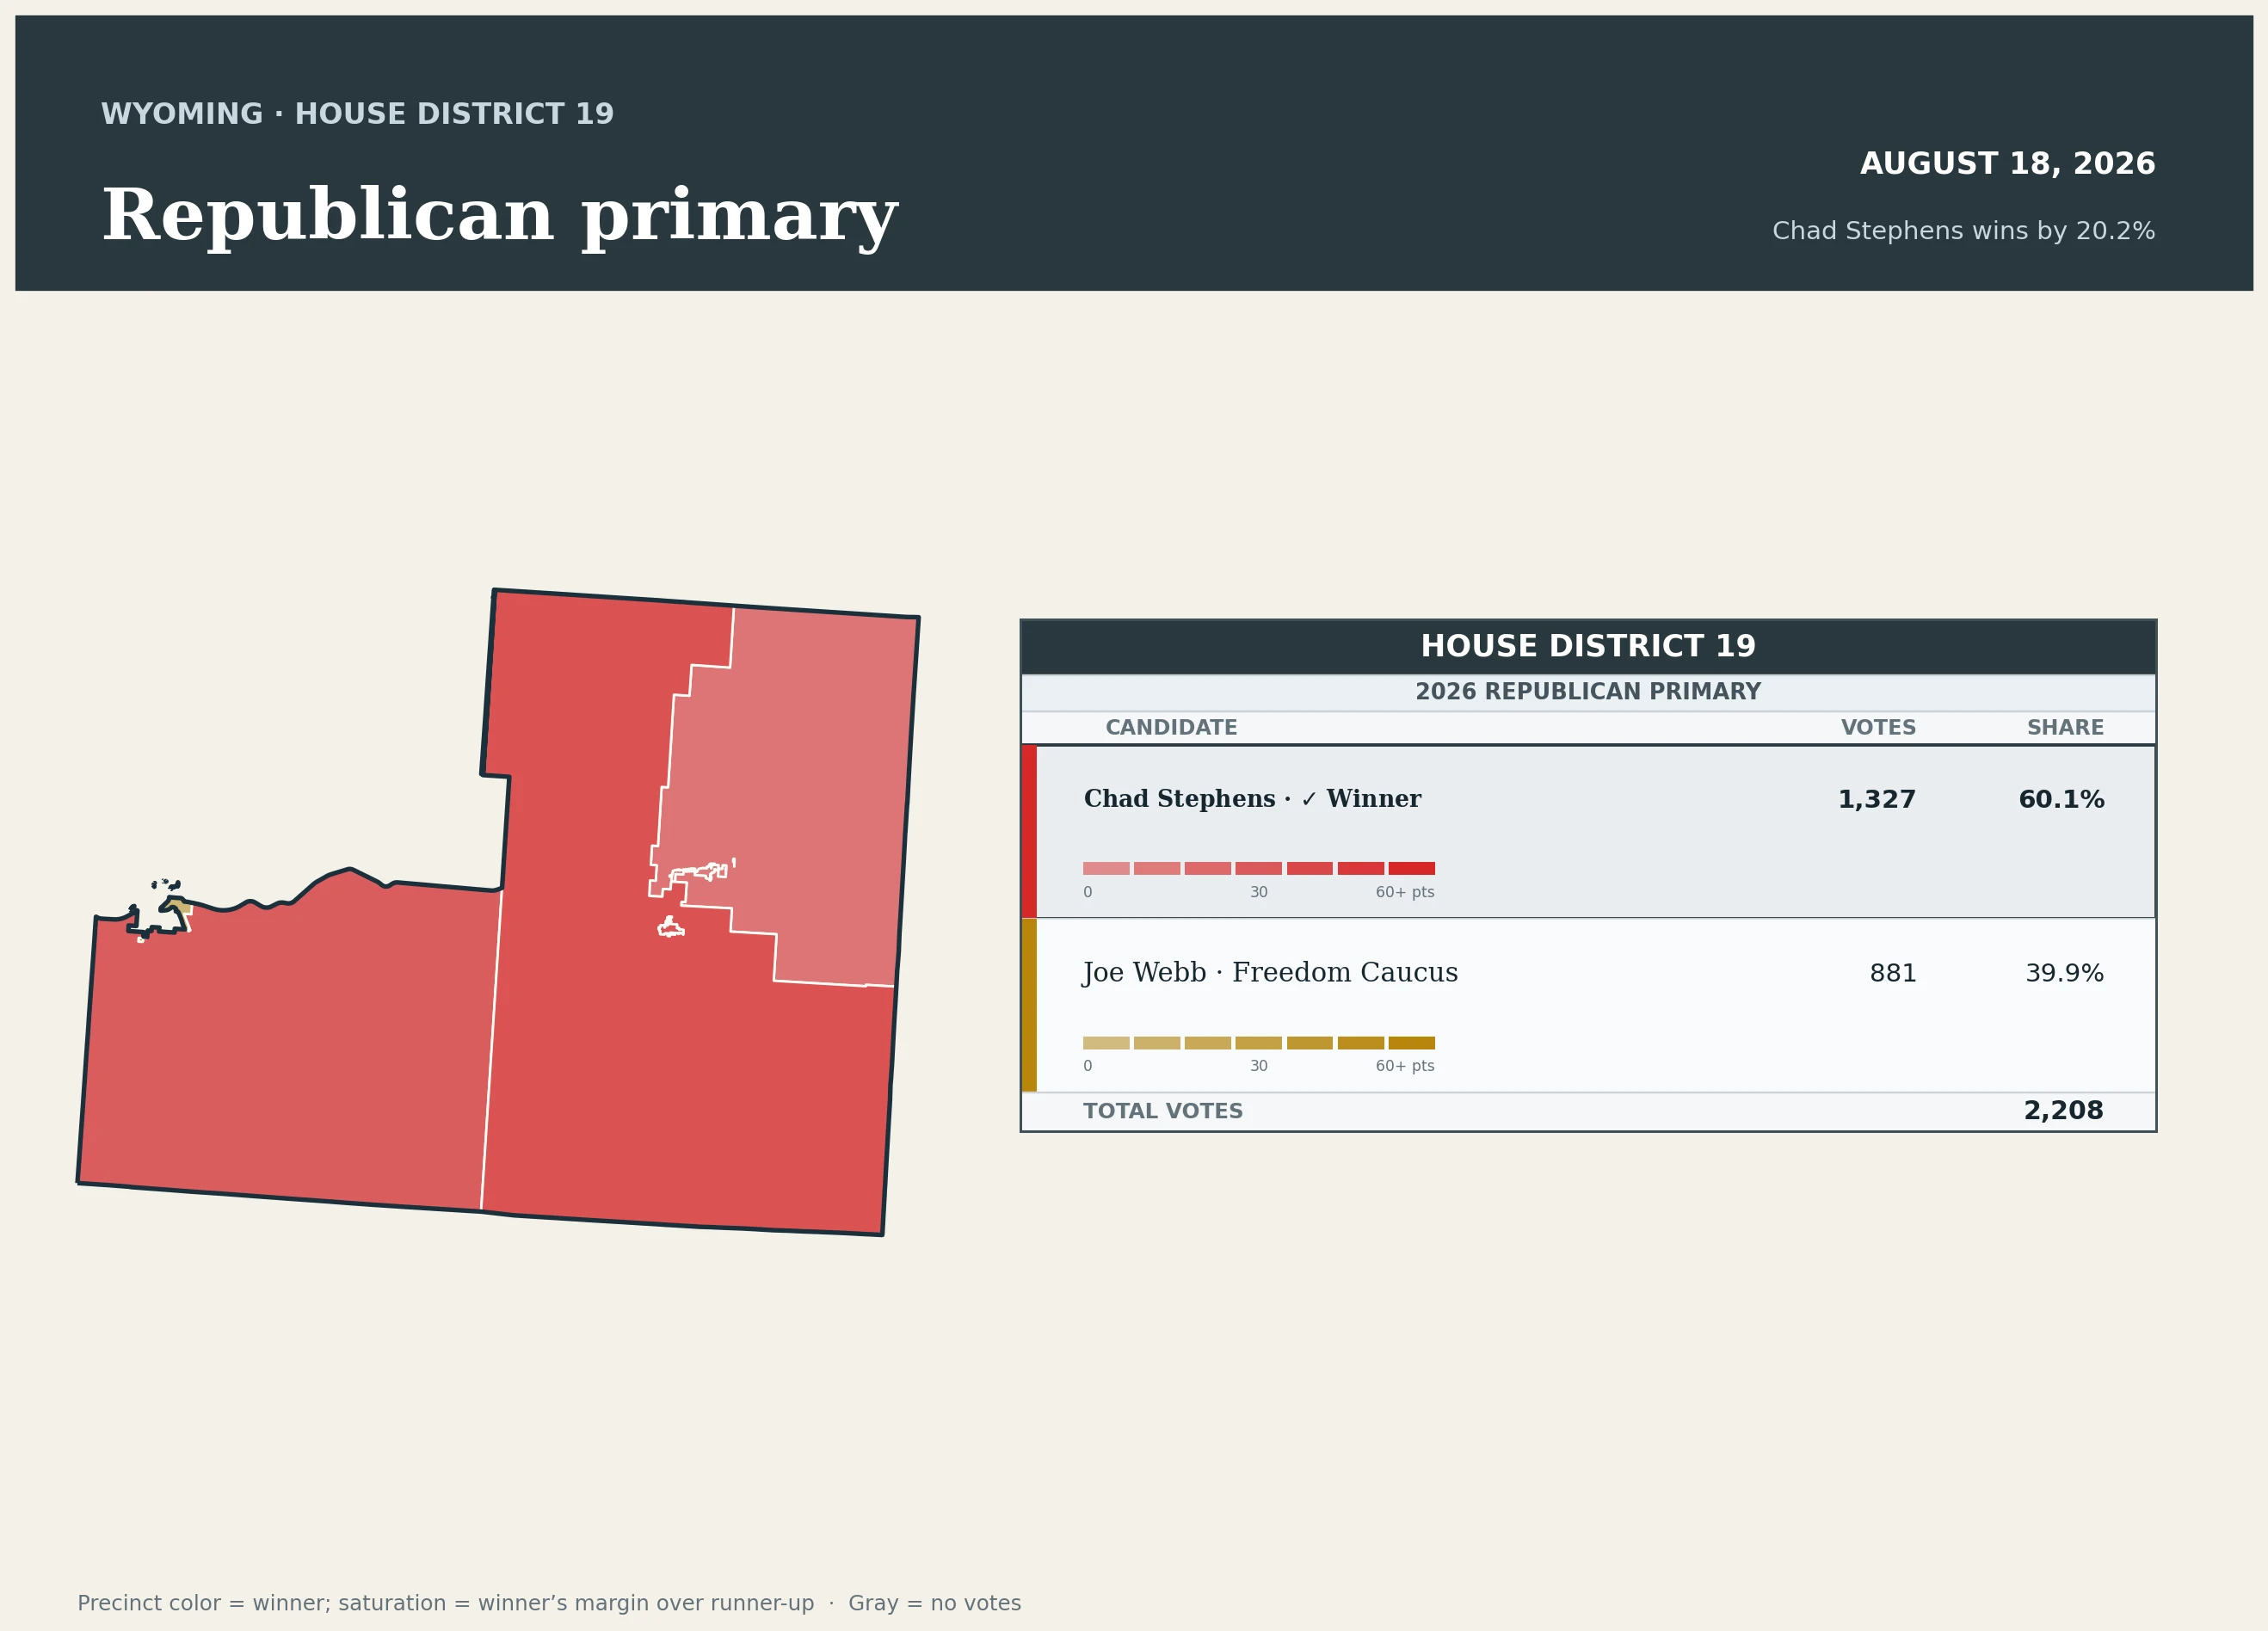 WYOMING · HOUSE DISTRICT 19
Republican primary
AUGUST 18, 2026
Chad Stephens wins by 20.2%
HOUSE DISTRICT 19
2026 REPUBLICAN PRIMARY
CANDIDATE VOTES SHARE
Chad Stephens · ✓ Winner 1,327 60.1%
0 30 60+ pts
Joe Webb · Freedom Caucus 881 39.9%
0 30 60+ pts
TOTAL VOTES 2,208
Precinct color = winner; saturation = winner’s margin over runner-up · Gray = no votes